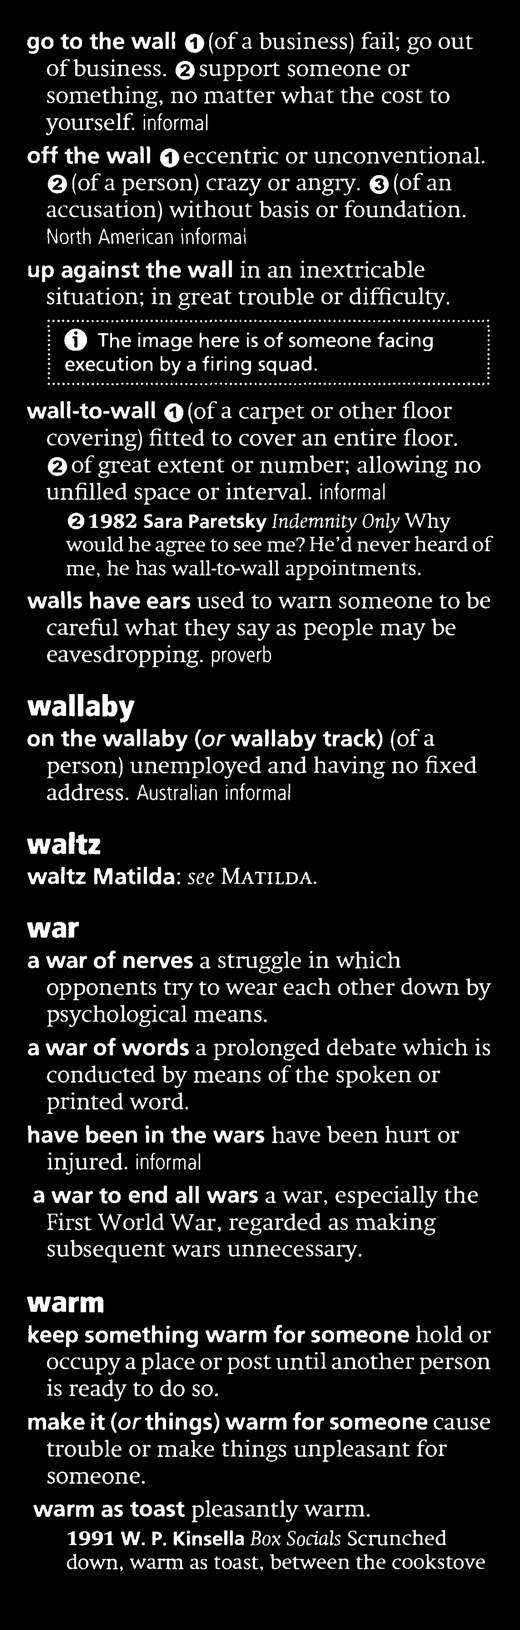 go to the wall ❶ (of a business) fail; go out
of business. ❷ support someone or
something, no matter what the cost to
yourself. informal
off the wall ❶ eccentric or unconventional.
❷ (of a person) crazy or angry. ❸ (of an
accusation) without basis or foundation.
North American informal
up against the wall in an inextricable
situation; in great trouble or difficulty.
ⓘ The image here is of someone facing
execution by a firing squad.
wall-to-wall ❶ (of a carpet or other floor
covering) fitted to cover an entire floor.
❷ of great extent or number; allowing no
unfilled space or interval. informal
❷ 1982 Sara Paretsky Indemnity Only Why
would he agree to see me? He'd never heard of
me, he has wall-to-wall appointments.
walls have ears used to warn someone to be
careful what they say as people may be
eavesdropping. proverb
wallaby
on the wallaby (or wallaby track) (of a
person) unemployed and having no fixed
address. Australian informal
waltz
waltz Matilda: see MATILDA.
war
a war of nerves a struggle in which
opponents try to wear each other down by
psychological means.
a war of words a prolonged debate which is
conducted by means of the spoken or
printed word.
have been in the wars have been hurt or
injured. informal
a war to end all wars a war, especially the
First World War, regarded as making
subsequent wars unnecessary.
warm
keep something warm for someone hold or
occupy a place or post until another person
is ready to do so.
make it (or things) warm for someone cause
trouble or make things unpleasant for
someone.
warm as toast pleasantly warm.
1991 W. P. Kinsella Box Socials Scrunched
down, warm as toast, between the cookstove